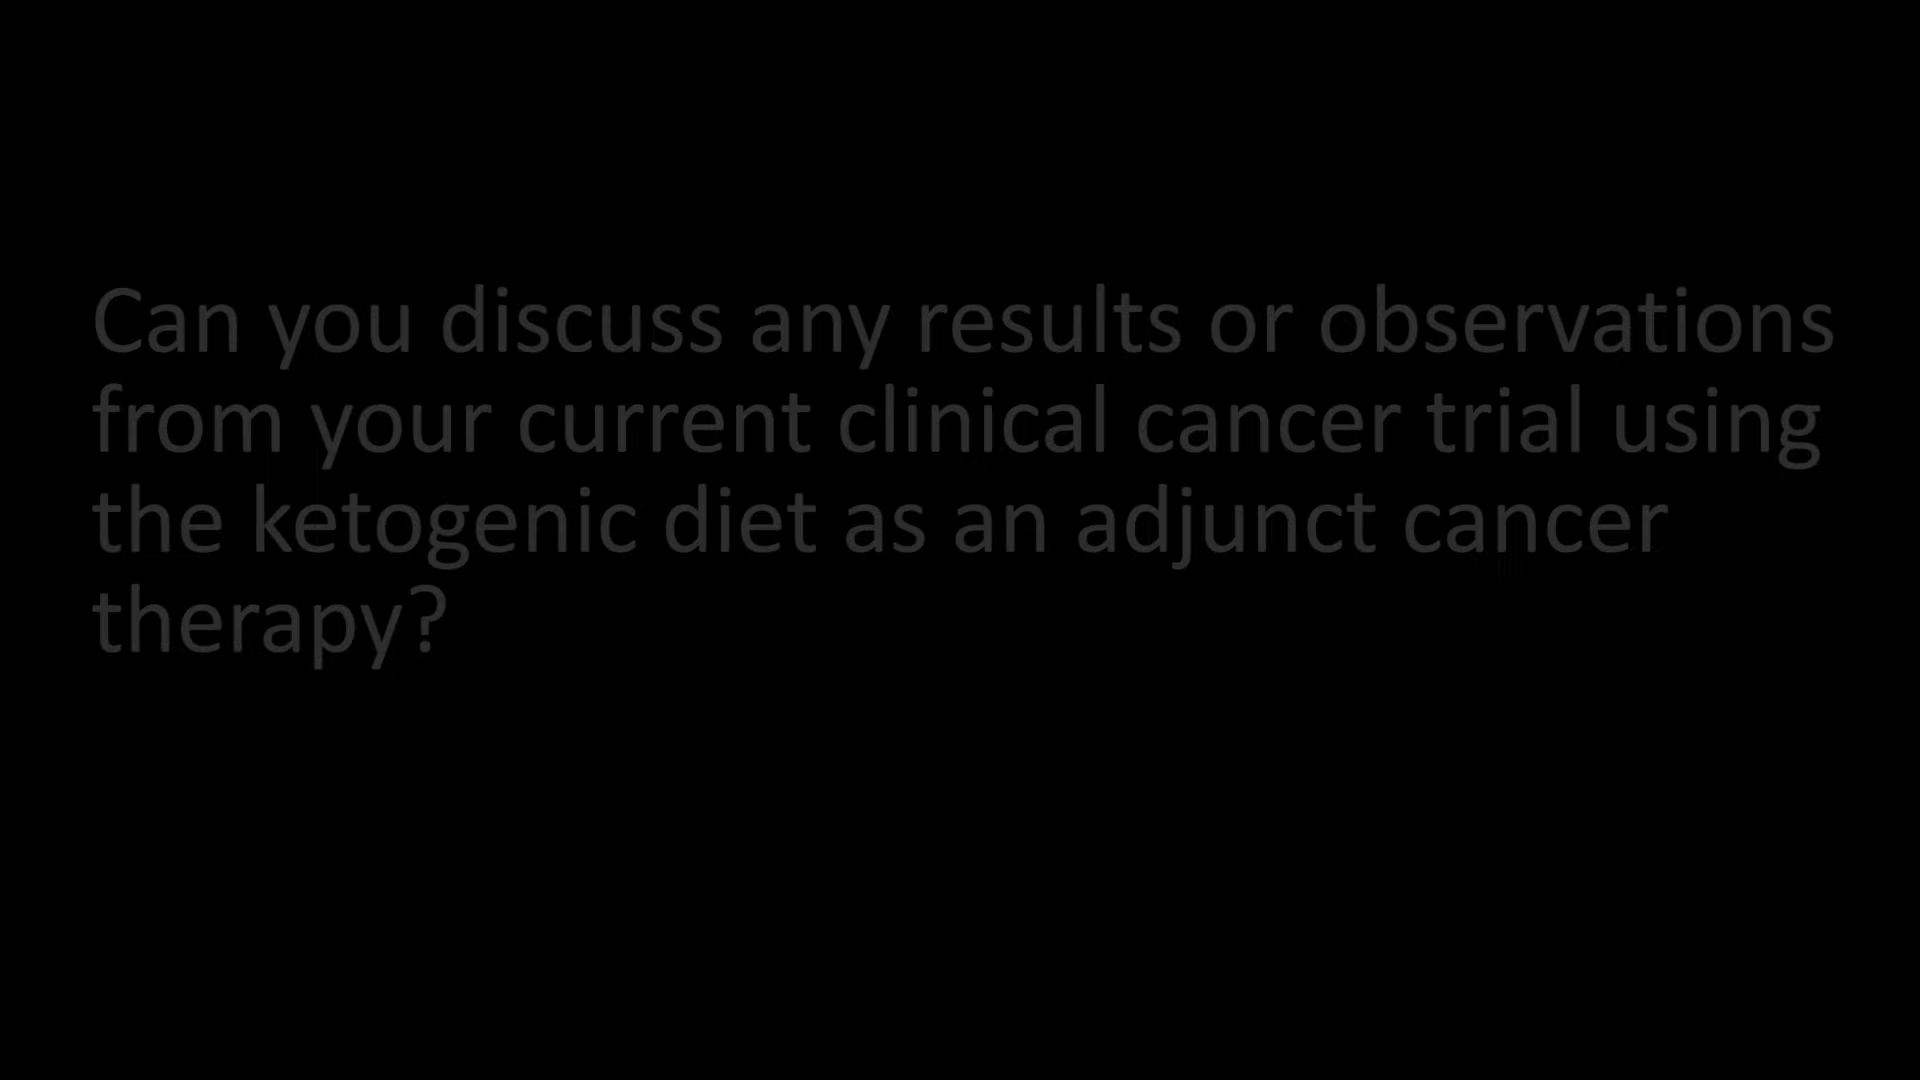 Can you discuss any results or observations
from your current clinical cancer trial using
the ketogenic diet as an adjunct cancer
therapy?